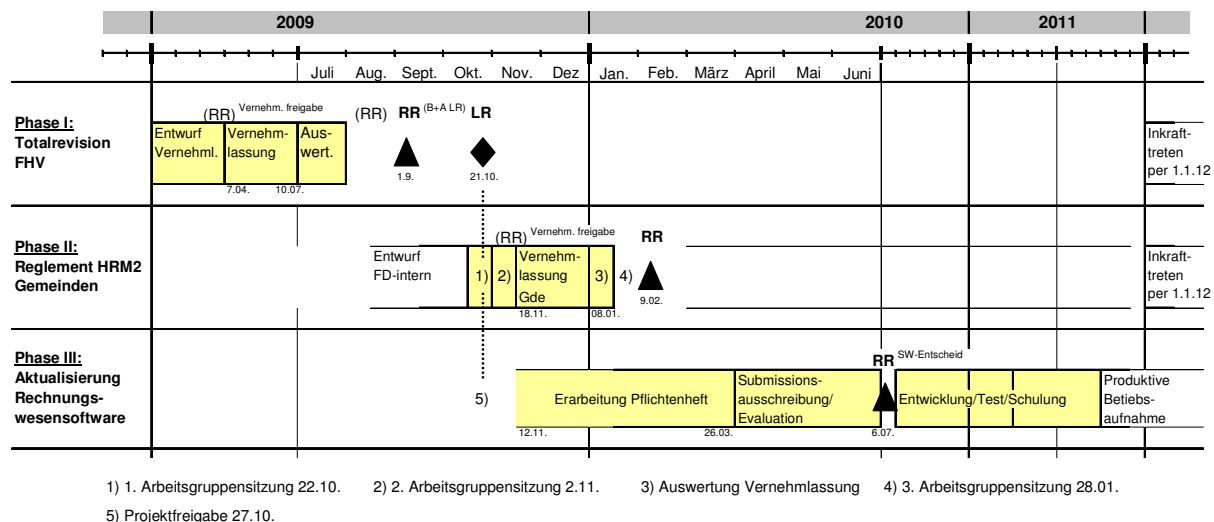 2009 2010 2011
Juli Aug. Sept. Okt. Nov. Dez Jan. Feb. März April Mai Juni
Phase I:
Totalrevision
FHV
(RR) Vernehm. freigabe
(RR) RR (B+A LR) LR
Entwurf
Vernehml.
Vernehm-
lassung
Aus-
wert.
7.04. 10.07.
1.9. 21.10.
Inkraft-
treten
per 1.1.12
Phase II:
Reglement HRM2
Gemeinden
Entwurf
FD-intern
(RR) Vernehm. freigabe
1) 2)
Vernehm-
lassung
Gde
3) 4)
RR
18.11. 08.01. 9.02.
Inkraft-
treten
per 1.1.12
Phase III:
Aktualisierung
Rechnungs-
wesensoftware
5)
Erarbeitung Pflichtenheft
Submissions-
ausschreibung/
Evaluation
RR SW-Entscheid
Entwicklung/Test/Schulung
Produktive
Betiebs-
aufnahme
12.11. 26.03. 6.07.
1) 1. Arbeitsgruppensitzung 22.10. 2) 2. Arbeitsgruppensitzung 2.11. 3) Auswertung Vernehmlassung 4) 3. Arbeitsgruppensitzung 28.01.
5) Projektfreigabe 27.10.